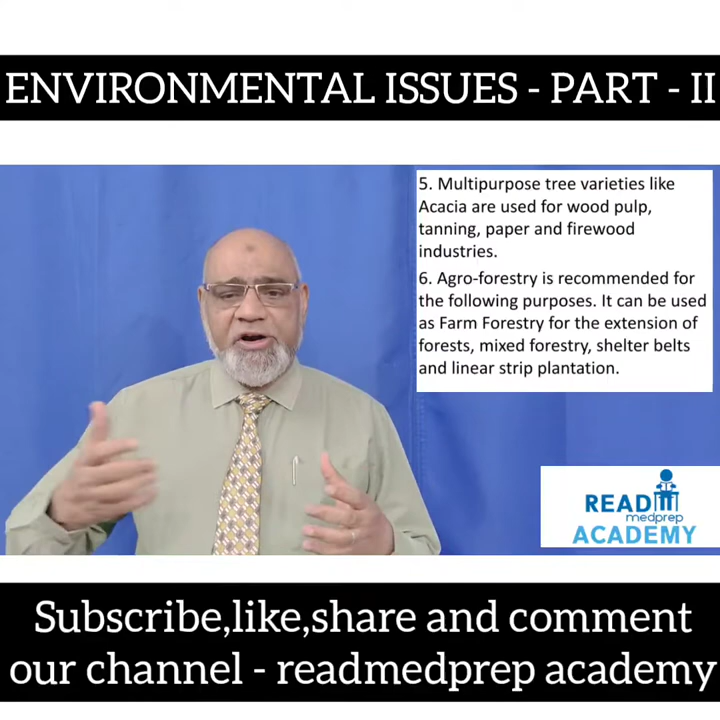 ENVIRONMENTAL ISSUES - PART - II
5. Multipurpose tree varieties like
Acacia are used for wood pulp,
tanning, paper and firewood
industries.
6. Agro-forestry is recommended for
the following purposes. It can be used
as Farm Forestry for the extension of
forests, mixed forestry, shelter belts
and linear strip plantation.
READ
medprep
ACADEMY
Subscribe,like,share and comment
our channel - readmedprep academy